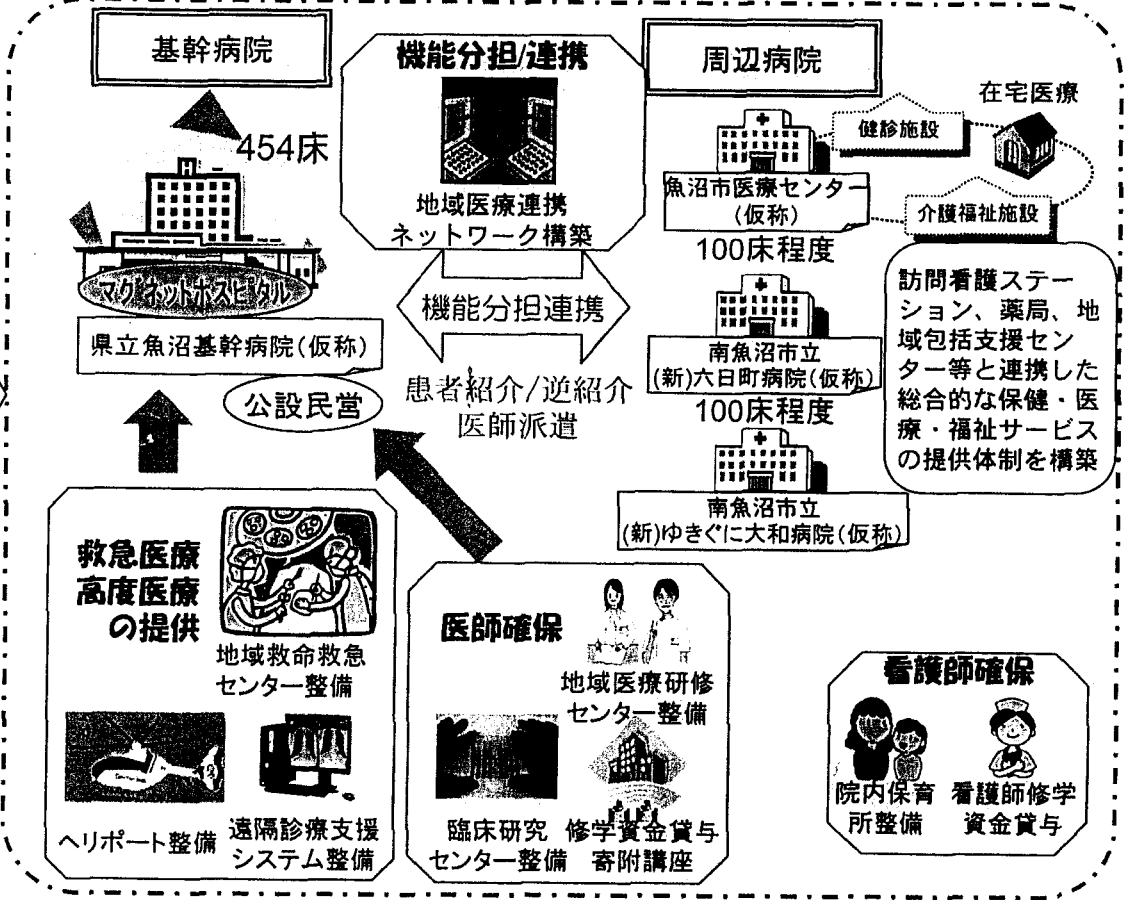 基幹病院
454床
H
マグネットホスピタル
県立魚沼基幹病院(仮称)
公設民営
機能分担/連携
地域医療連携
ネットワーク構築
機能分担連携
患者紹介/逆紹介
医師派遣
周辺病院
魚沼市医療センター
(仮称)
100床程度
南魚沼市立
(新)六日町病院(仮称)
100床程度
南魚沼市立
(新)ゆきぐに大和病院(仮称)
在宅医療
健診施設
介護福祉施設
訪問看護ステー
ション、薬局、地
域包括支援セン
ター等と連携した
総合的な保健・医
療・福祉サービス
の提供体制を構築
救急医療
高度医療
の提供
地域救命救急
センター整備
ヘリポート整備
遠隔診療支援
システム整備
医師確保
地域医療研修
センター整備
臨床研究
センター整備
修学資金貸与
寄附講座
看護師確保
院内保育
所整備
看護師修学
資金貸与